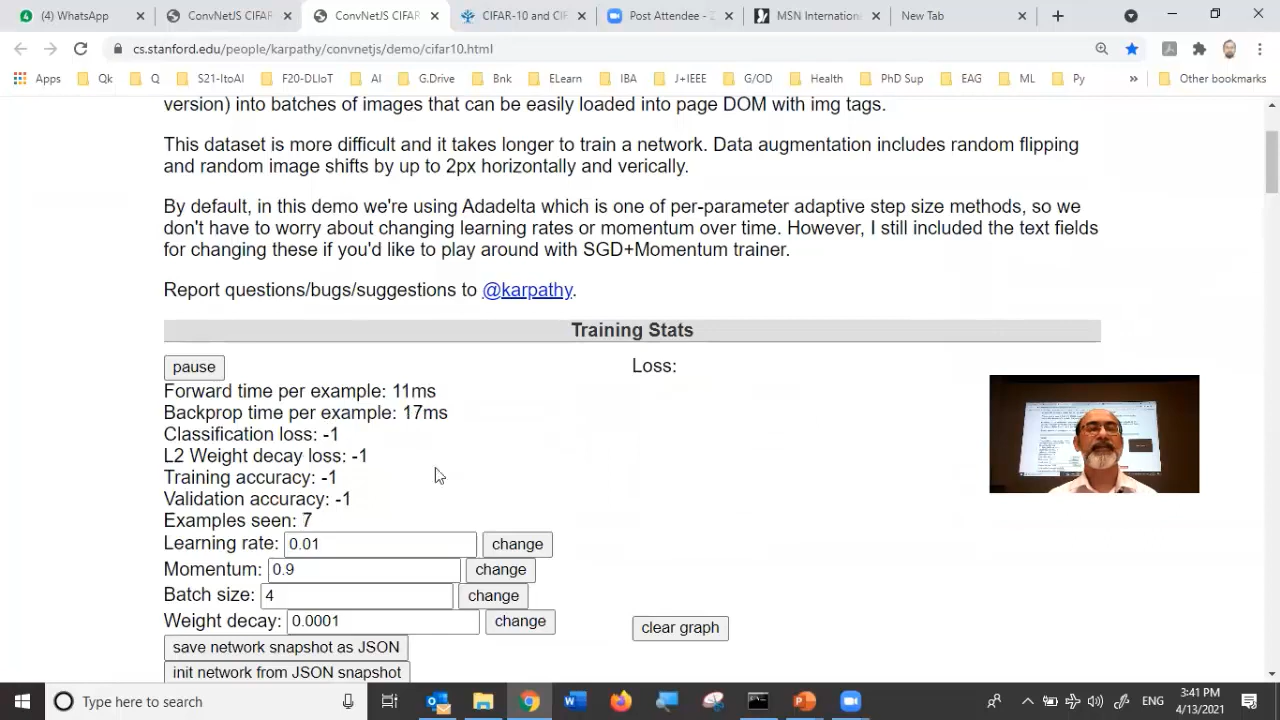 (4) WhatsApp
ConvNetJS CIFAR
ConvNetJS CIFAR
CIFAR-10 and CIF
Post Attendee - Z
MSN Internation
New Tab
cs.stanford.edu/people/karpathy/convnetjs/demo/cifar10.html
Apps Qk Q S21-ItoAI F20-DLIoT AI G.Drive Bnk ELearn IBA J+IEEE G/OD Health PhD Sup EAG ML Py » Other bookmarks
version) into batches of images that can be easily loaded into page DOM with img tags.
This dataset is more difficult and it takes longer to train a network. Data augmentation includes random flipping
and random image shifts by up to 2px horizontally and verically.
By default, in this demo we're using Adadelta which is one of per-parameter adaptive step size methods, so we
don't have to worry about changing learning rates or momentum over time. However, I still included the text fields
for changing these if you'd like to play around with SGD+Momentum trainer.
Report questions/bugs/suggestions to @karpathy.
Training Stats
pause
Loss:
Forward time per example: 11ms
Backprop time per example: 17ms
Classification loss: -1
L2 Weight decay loss: -1
Training accuracy: -1
Validation accuracy: -1
Examples seen: 7
Learning rate: 0.01 change
Momentum: 0.9 change
Batch size: 4 change
Weight decay: 0.0001 change
clear graph
save network snapshot as JSON
init network from JSON snapshot
Type here to search
ENG
3:41 PM
4/13/2021